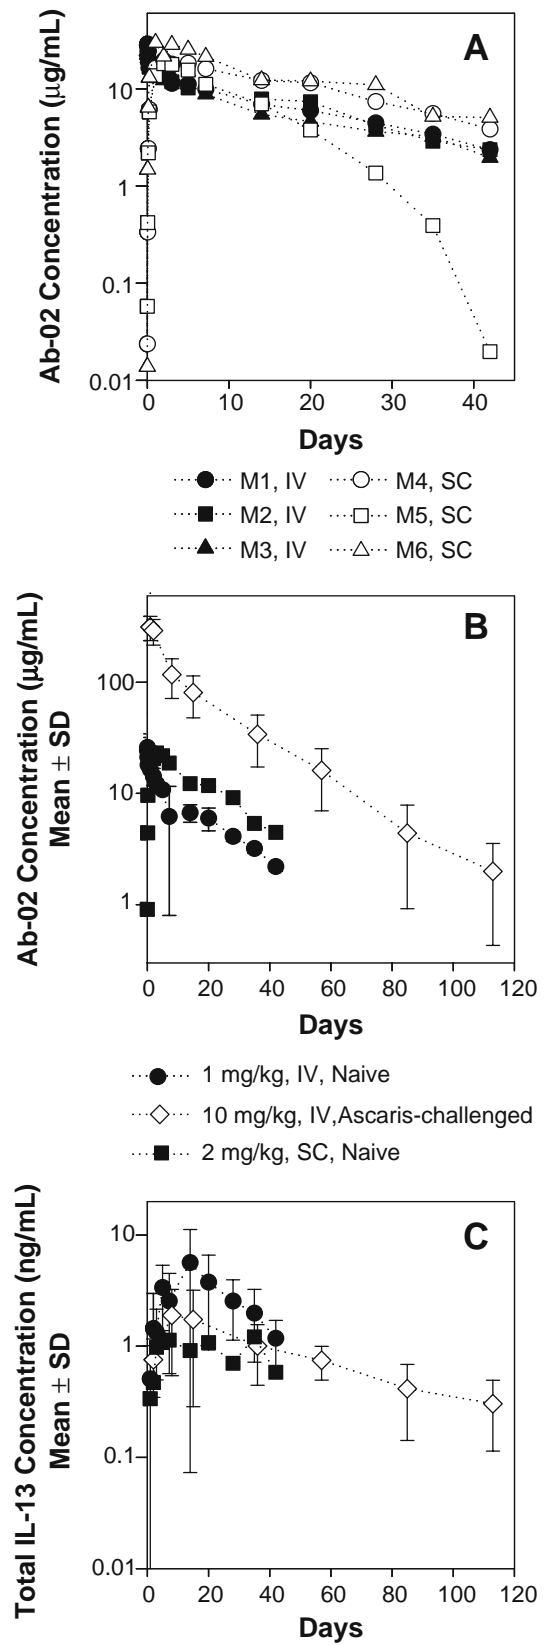 A
Ab-02 Concentration (μg/mL)
10
1
0.1
0.01
0 10 20 30 40
Days
M1, IV M4, SC
M2, IV M5, SC
M3, IV M6, SC
B
Ab-02 Concentration (μg/mL)
Mean ± SD
100
10
1
0 20 40 60 80 100 120
Days
1 mg/kg, IV, Naive
10 mg/kg, IV,Ascaris-challenged
2 mg/kg, SC, Naive
C
Total IL-13 Concentration (ng/mL)
Mean ± SD
10
1
0.1
0.01
0 20 40 60 80 100 120
Days